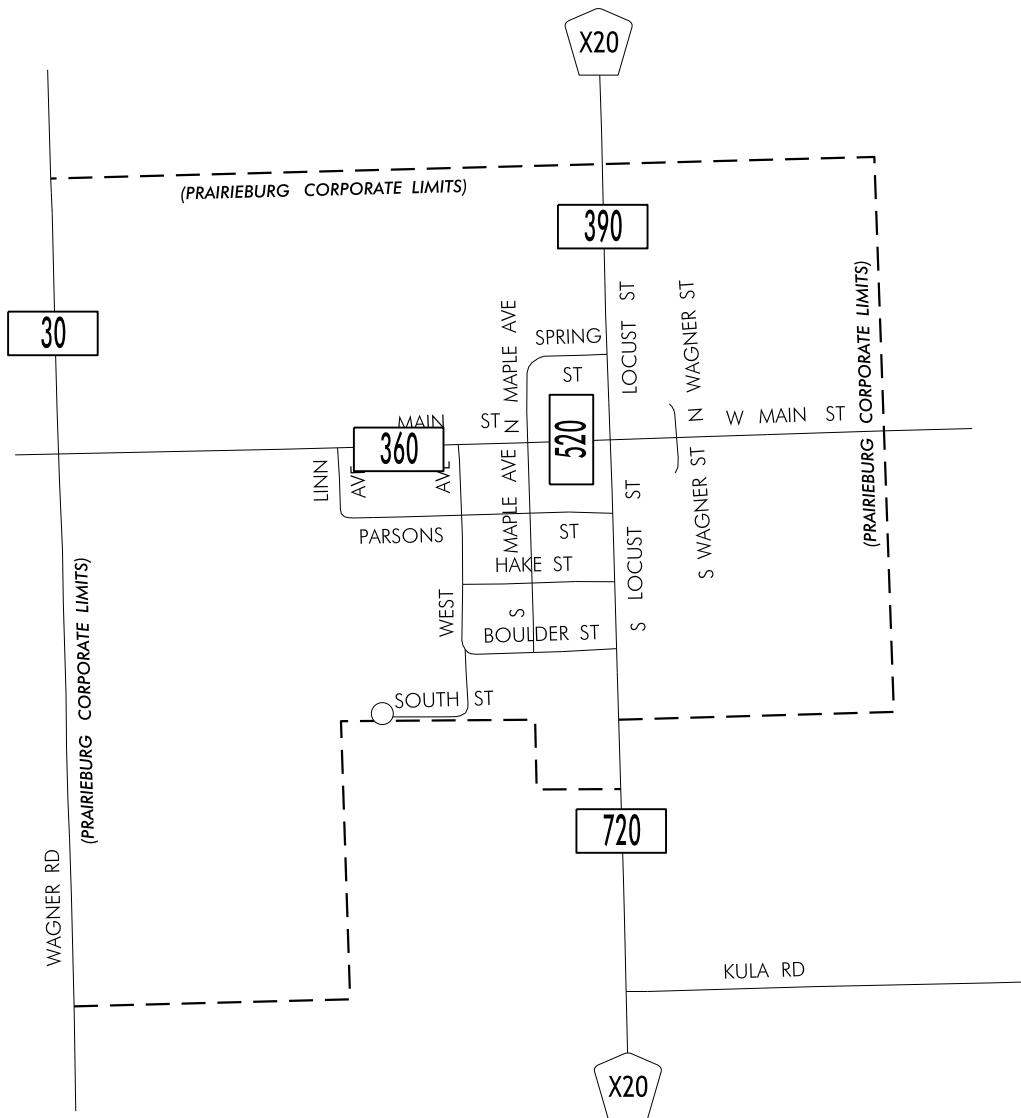 X20
(PRAIRIEBURG CORPORATE LIMITS)
390
30
SPRING
ST
N MAPLE AVE
LOCUST ST
N WAGNER ST
(PRAIRIEBURG CORPORATE LIMITS)
MAIN ST
W MAIN ST
360
520
LINN
AVE
AVE
S MAPLE AVE
S LOCUST ST
S WAGNER ST
PARSONS
ST
HAKE ST
WEST
BOULDER ST
SOUTH ST
(PRAIRIEBURG CORPORATE LIMITS)
720
WAGNER RD
KULA RD
X20